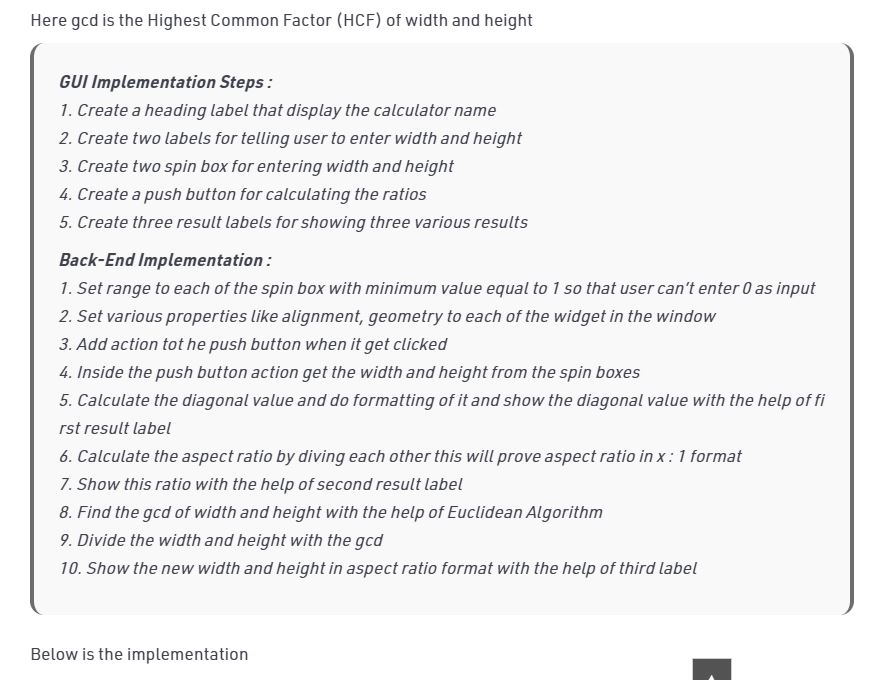 Here gcd is the Highest Common Factor (HCF) of width and height
GUI Implementation Steps :
1. Create a heading label that display the calculator name
2. Create two labels for telling user to enter width and height
3. Create two spin box for entering width and height
4. Create a push button for calculating the ratios
5. Create three result labels for showing three various results
Back-End Implementation :
1. Set range to each of the spin box with minimum value equal to 1 so that user can't enter 0 as input
2. Set various properties like alignment, geometry to each of the widget in the window
3. Add action tot he push button when it get clicked
4. Inside the push button action get the width and height from the spin boxes
5. Calculate the diagonal value and do formatting of it and show the diagonal value with the help of fi
rst result label
6. Calculate the aspect ratio by diving each other this will prove aspect ratio in x : 1 format
7. Show this ratio with the help of second result label
8. Find the gcd of width and height with the help of Euclidean Algorithm
9. Divide the width and height with the gcd
10. Show the new width and height in aspect ratio format with the help of third label
Below is the implementation